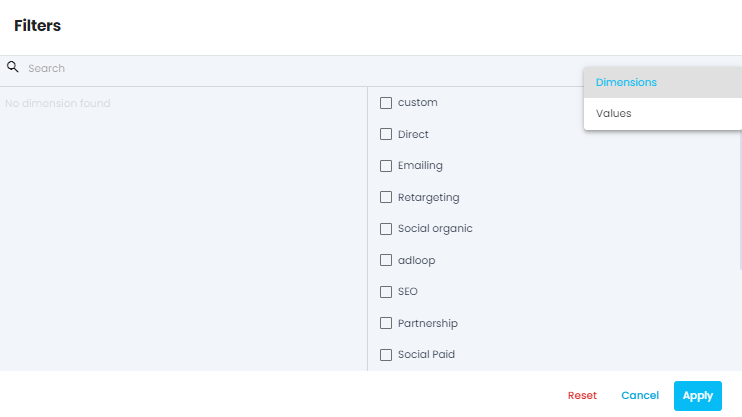 Filters
Search
Dimensions
Values
No dimension found
custom
Direct
Emailing
Retargeting
Social organic
adloop
SEO
Partnership
Social Paid
Reset
Cancel
Apply